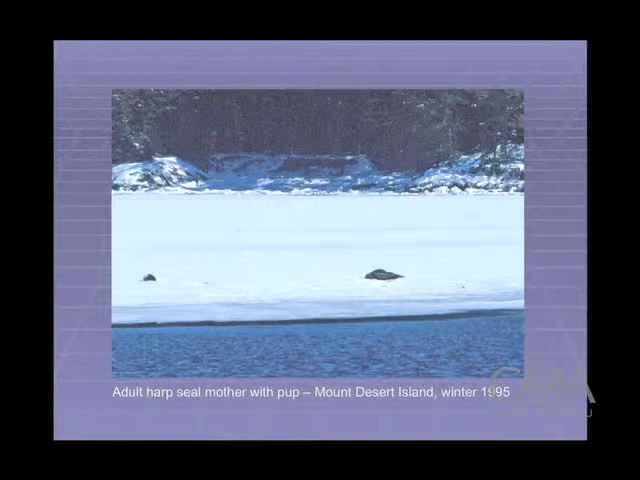 Adult harp seal mother with pup – Mount Desert Island, winter 1995